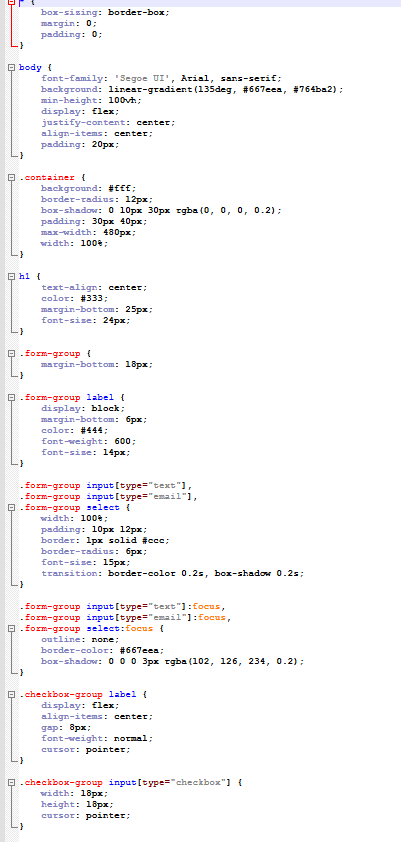 * {
box-sizing: border-box;
margin: 0;
padding: 0;
}
body {
font-family: 'Segoe UI', Arial, sans-serif;
background: linear-gradient(135deg, #667eea, #764ba2);
min-height: 100vh;
display: flex;
justify-content: center;
align-items: center;
padding: 20px;
}
.container {
background: #fff;
border-radius: 12px;
box-shadow: 0 10px 30px rgba(0, 0, 0, 0.2);
padding: 30px 40px;
max-width: 480px;
width: 100%;
}
h1 {
text-align: center;
color: #333;
margin-bottom: 25px;
font-size: 24px;
}
.form-group {
margin-bottom: 18px;
}
.form-group label {
display: block;
margin-bottom: 6px;
color: #444;
font-weight: 600;
font-size: 14px;
}
.form-group input[type="text"],
.form-group input[type="email"],
.form-group select {
width: 100%;
padding: 10px 12px;
border: 1px solid #ccc;
border-radius: 6px;
font-size: 15px;
transition: border-color 0.2s, box-shadow 0.2s;
}
.form-group input[type="text"]:focus,
.form-group input[type="email"]:focus,
.form-group select:focus {
outline: none;
border-color: #667eea;
box-shadow: 0 0 0 3px rgba(102, 126, 234, 0.2);
}
.checkbox-group label {
display: flex;
align-items: center;
gap: 8px;
font-weight: normal;
cursor: pointer;
}
.checkbox-group input[type="checkbox"] {
width: 18px;
height: 18px;
cursor: pointer;
}